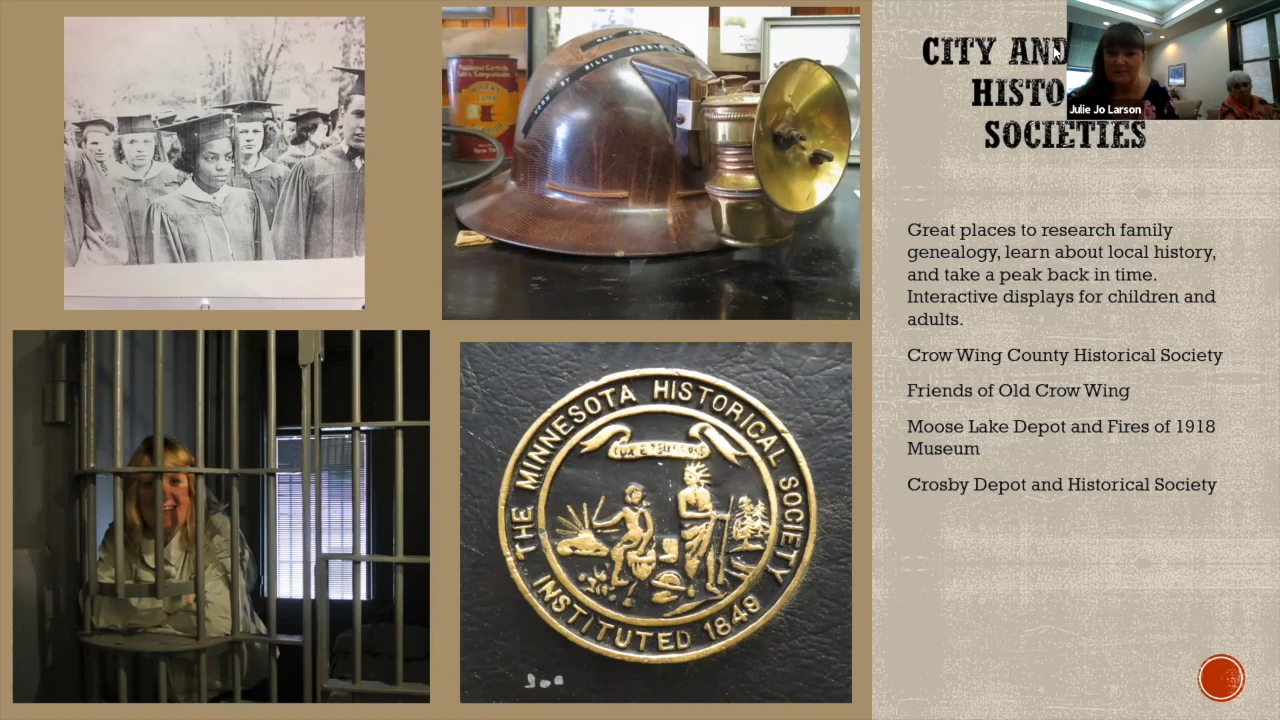 CITY AND
HISTO
SOCIETIES
Julie Jo Larson
Great places to research family
genealogy, learn about local history,
and take a peak back in time.
Interactive displays for children and
adults.
Crow Wing County Historical Society
Friends of Old Crow Wing
Moose Lake Depot and Fires of 1918
Museum
Crosby Depot and Historical Society
WORN BY BILLY
THE MINNESOTA HISTORICAL SOCIETY
INSTITUTED 1849